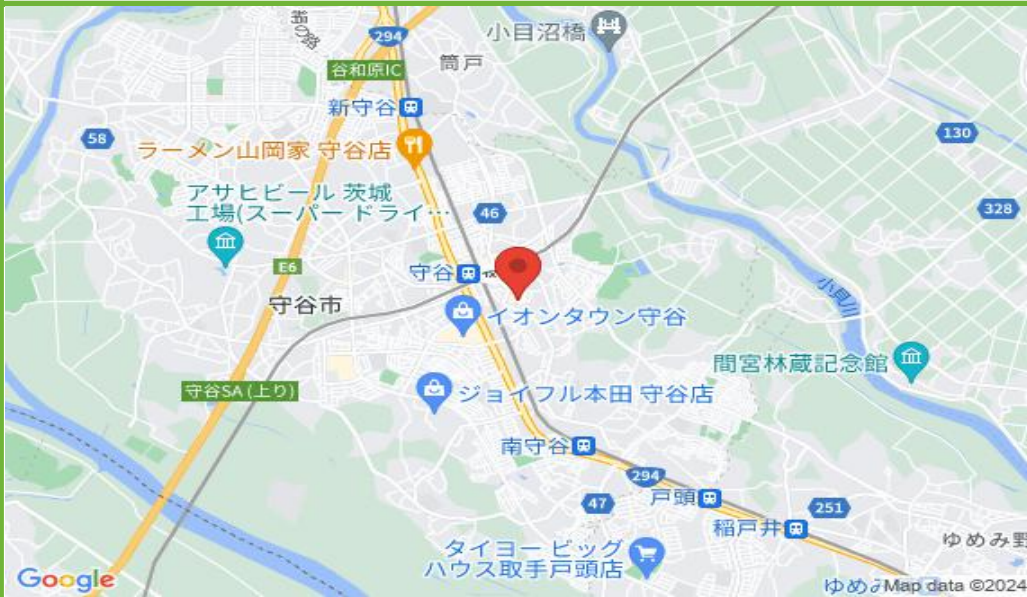 294
小目沼橋
筒戸
谷和原IC
新守谷
58
ラーメン山岡家 守谷店
130
アサヒビール 茨城
工場(スーパードライ…
46
328
E6
守谷
守谷市
小貝川
イオンタウン守谷
間宮林蔵記念館
守谷SA(上り)
ジョイフル本田 守谷店
南守谷
294
戸頭
47
251
稲戸井
ゆめみ野
タイヨービッグ
ハウス取手戸頭店
Google
ゆめみ
Map data ©2024